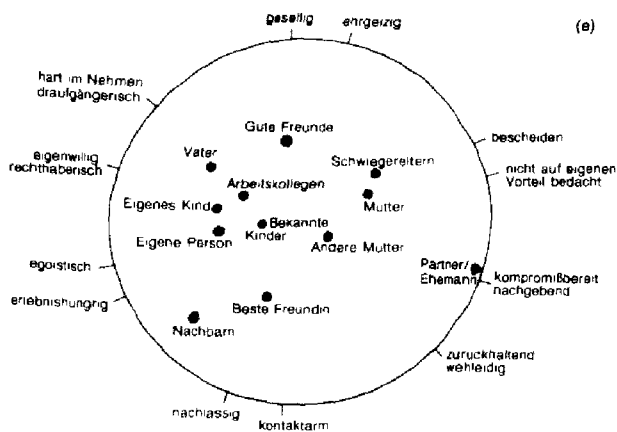 gesellig
ehrgeizig
(e)
hart im Nehmen
draufgängerisch
Gute Freunde
bescheiden
eigenwillig
rechthaberisch
Vater
Schwiegereltern
nicht auf eigenen
Vorteil bedacht
Arbeitskollegen
Eigenes Kind
Mutter
Bekannte
Kinder
Eigene Person
Andere Mutter
egoistisch
Partner/
Ehemann
kompromißbereit
nachgebend
erlebnishungrig
Beste Freundin
Nachbarn
zuruckhaltend
wehleidig
nachlassig
kontaktarm